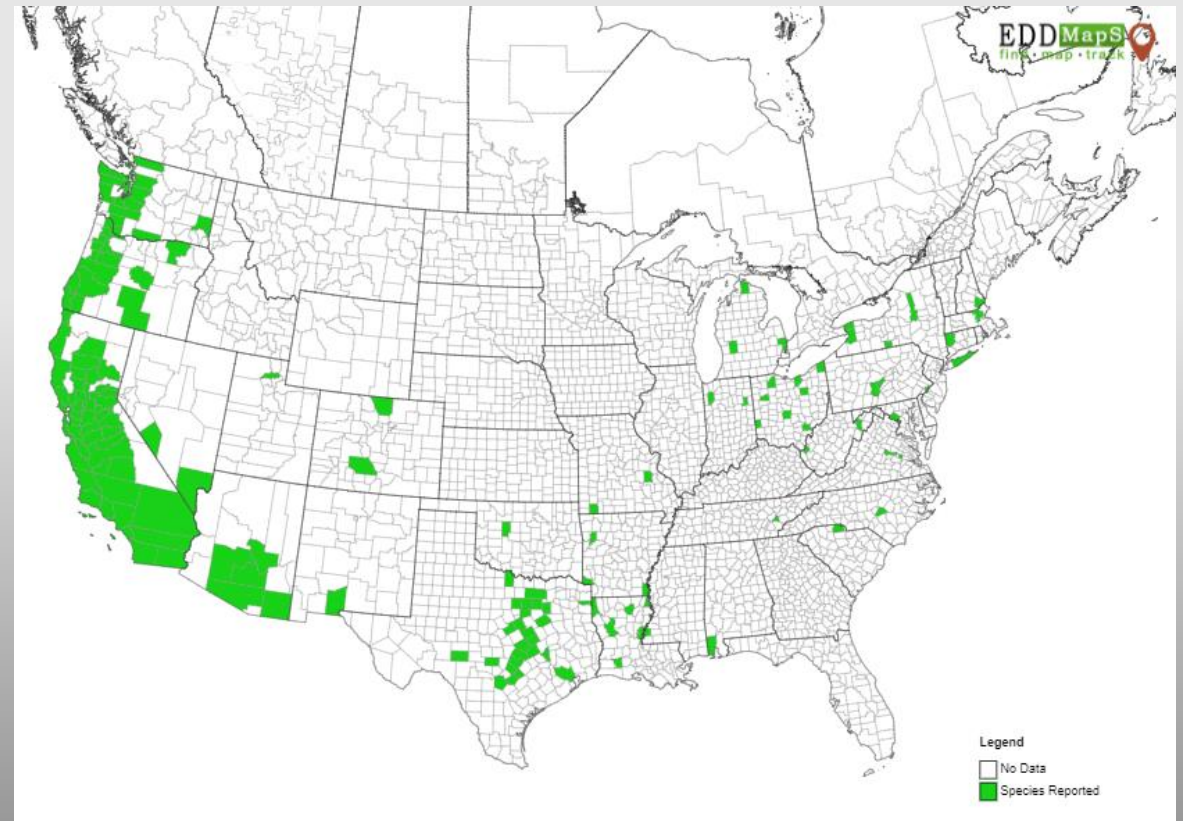 EDDMapS
find • map • track
Legend
No Data
Species Reported